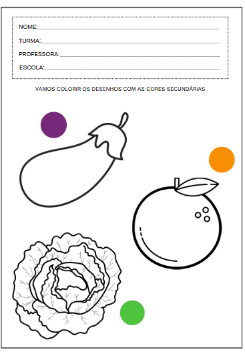 NOME:
TURMA:
PROFESSORA:
ESCOLA:
VAMOS COLORIR OS DESENHOS COM AS CORES SECUNDÁRIAS